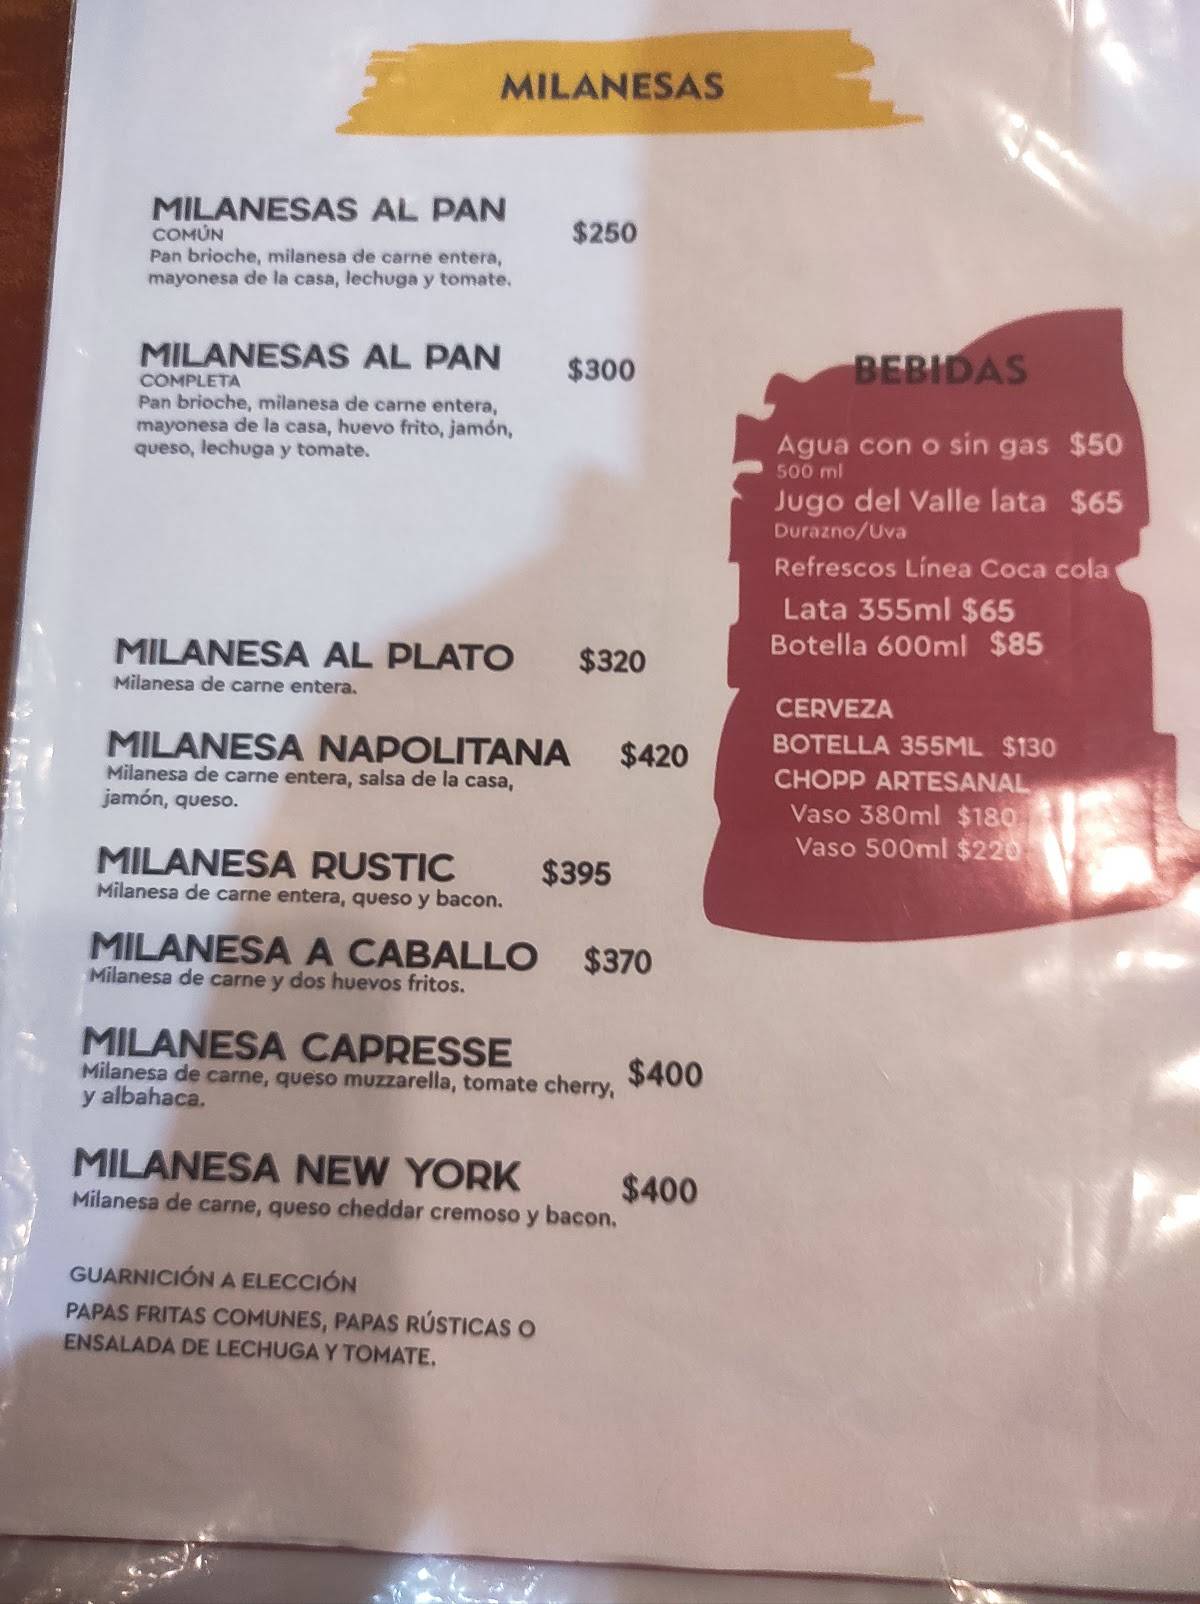 MILANESAS
MILANESAS AL PAN
COMÚN
$250
Pan brioche, milanesa de carne entera,
mayonesa de la casa, lechuga y tomate.
MILANESAS AL PAN
$300
COMPLETA
Pan brioche, milanesa de carne entera,
mayonesa de la casa, huevo frito, jamón,
queso, lechuga y tomate.
MILANESA AL PLATO $320
Milanesa de carne entera.
MILANESA NAPOLITANA $420
Milanesa de carne entera, salsa de la casa,
jamón, queso.
MILANESA RUSTIC $395
Milanesa de carne entera, queso y bacon.
MILANESA A CABALLO $370
Milanesa de carne y dos huevos fritos.
MILANESA CAPRESSE
Milanesa de carne, queso muzzarella, tomate cherry, $400
y albahaca.
MILANESA NEW YORK $400
Milanesa de carne, queso cheddar cremoso y bacon.
GUARNICIÓN A ELECCIÓN
PAPAS FRITAS COMUNES, PAPAS RÚSTICAS O
ENSALADA DE LECHUGA Y TOMATE.
BEBIDAS
Agua con o sin gas $50
500 ml
Jugo del Valle lata $65
Durazno/Uva
Refrescos Línea Coca cola
Lata 355ml $65
Botella 600ml $85
CERVEZA
BOTELLA 355ML $130
CHOPP ARTESANAL
Vaso 380ml $180
Vaso 500ml $220